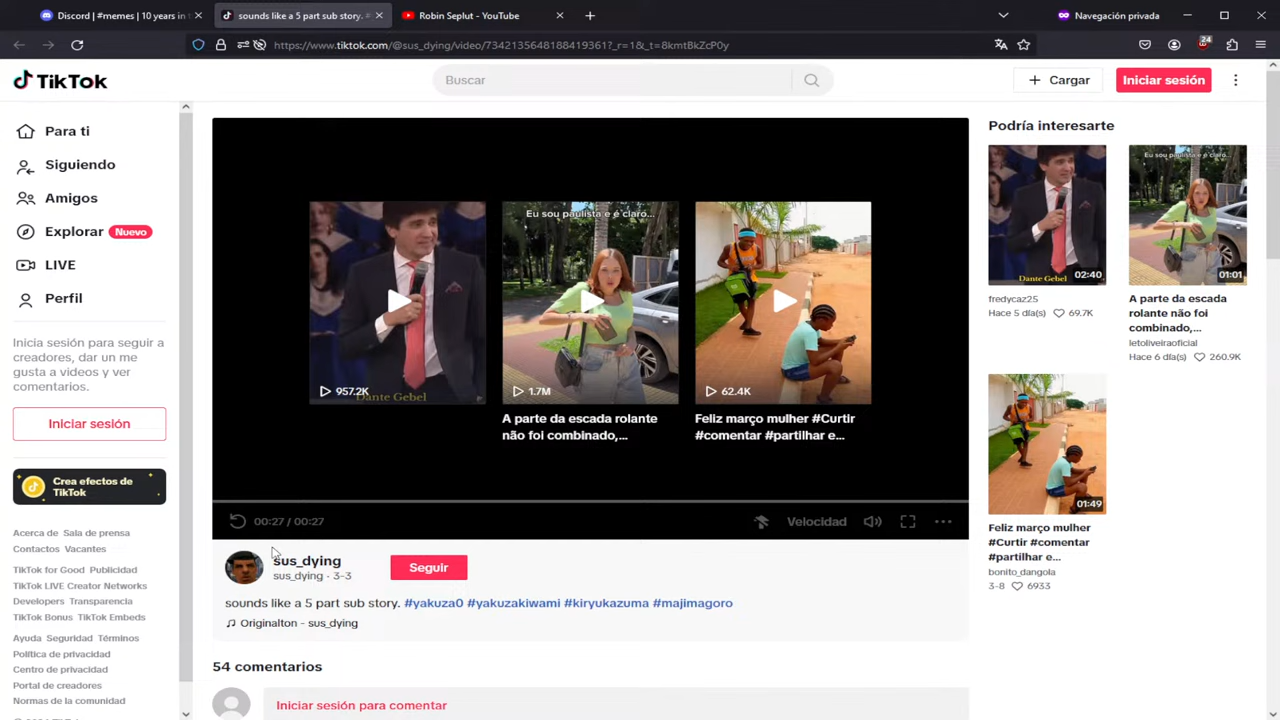 Discord | #memes | 10 years in t
sounds like a 5 part sub story. #
Robin Seplut - YouTube
Navegación privada
https://www.tiktok.com/@sus_dying/video/7342135648188419361?_r=1&_t=8kmtBkZcP0y
24
TikTok
Buscar
Cargar
Iniciar sesión
Para ti
Siguiendo
Amigos
Explorar
Nuevo
LIVE
Perfil
Inicia sesión para seguir a
creadores, dar un me
gusta a videos y ver
comentarios.
Iniciar sesión
Crea efectos de
TikTok
Acerca de Sala de prensa
Contactos Vacantes
TikTok for Good Publicidad
TikTok LIVE Creator Networks
Developers Transparencia
TikTok Bonus TikTok Embeds
Ayuda Seguridad Términos
Política de privacidad
Centro de privacidad
Portal de creadores
Normas de la comunidad
957.2K
Dante Gebel
Eu sou paulista e é claro...
1.7M
A parte da escada rolante
não foi combinado,...
62.4K
Feliz março mulher #Curtir
#comentar #partilhar e...
00:27 / 00:27
Velocidad
sus_dying
sus_dying · 3-3
Seguir
sounds like a 5 part sub story. #yakuza0 #yakuzakiwami #kiryukazuma #majimagoro
Originalton - sus_dying
54 comentarios
Iniciar sesión para comentar
Podría interesarte
Dante Gebel
02:40
fredycaz25
Hace 5 día(s) 69.7K
Eu sou paulista e é claro...
01:01
A parte da escada
rolante não foi
combinado,...
letoliveiraoficial
Hace 6 día(s) 260.9K
01:49
Feliz março mulher
#Curtir #comentar
#partilhar e...
bonito_dangola
3-8 6933